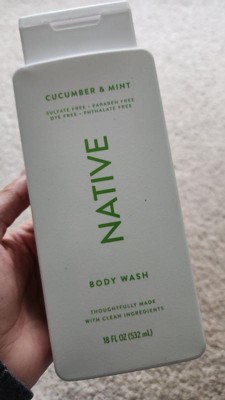 CUCUMBER & MINT
SULFATE FREE - PARABEN FREE
DYE FREE - PHTHALATE FREE
NATIVE
BODY WASH
THOUGHTFULLY MADE
WITH CLEAN INGREDIENTS
18 FL OZ (532 mL)